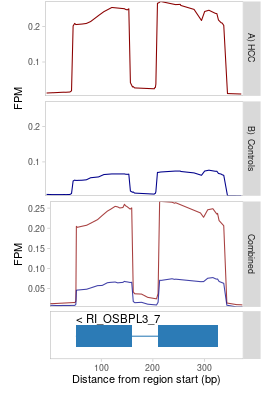 0.2
0.1
A) HCC
FPM
0.2
0.1
B) Controls
0.25
0.20
0.15
0.10
0.05
FPM
Combined
< RI_OSBPL3_7
100
200
300
Distance from region start (bp)